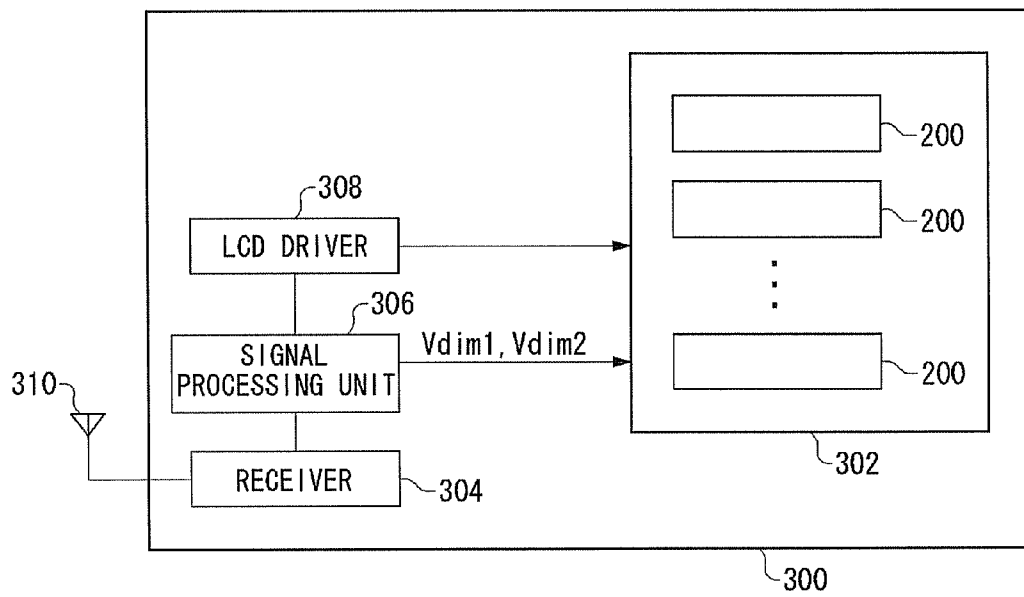 200
308
200
LCD DRIVER
306
SIGNAL
PROCESSING UNIT
Vdim1, Vdim2
200
310
302
RECEIVER
304
300